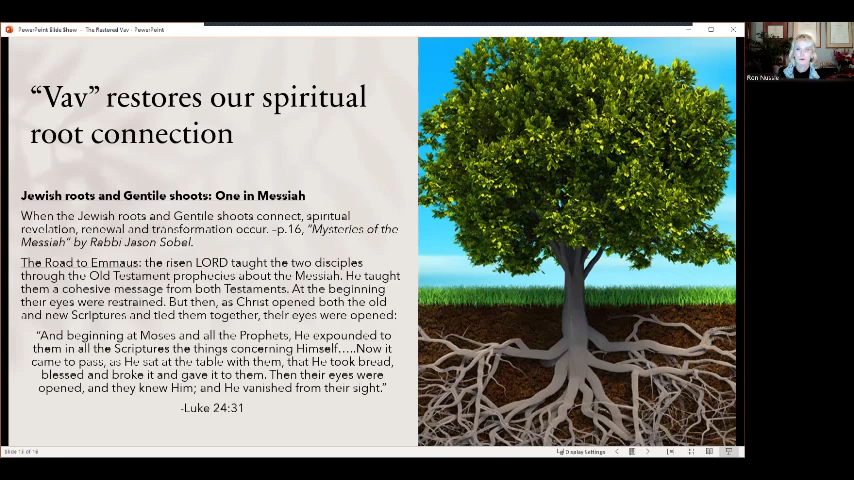 PowerPoint Slide Show - The Restored Vav - PowerPoint
Ron Nussle
“Vav” restores our spiritual
root connection
Jewish roots and Gentile shoots: One in Messiah
When the Jewish roots and Gentile shoots connect, spiritual
revelation, renewal and transformation occur. –p.16, “Mysteries of the
Messiah” by Rabbi Jason Sobel.
The Road to Emmaus: the risen LORD taught the two disciples
through the Old Testament prophecies about the Messiah. He taught
them a cohesive message from both Testaments. At the beginning
their eyes were restrained. But then, as Christ opened both the old
and new Scriptures and tied them together, their eyes were opened:
“And beginning at Moses and all the Prophets, He expounded to
them in all the Scriptures the things concerning Himself…..Now it
came to pass, as He sat at the table with them, that He took bread,
blessed and broke it and gave it to them. Then their eyes were
opened, and they knew Him; and He vanished from their sight.”
-Luke 24:31
Display Settings